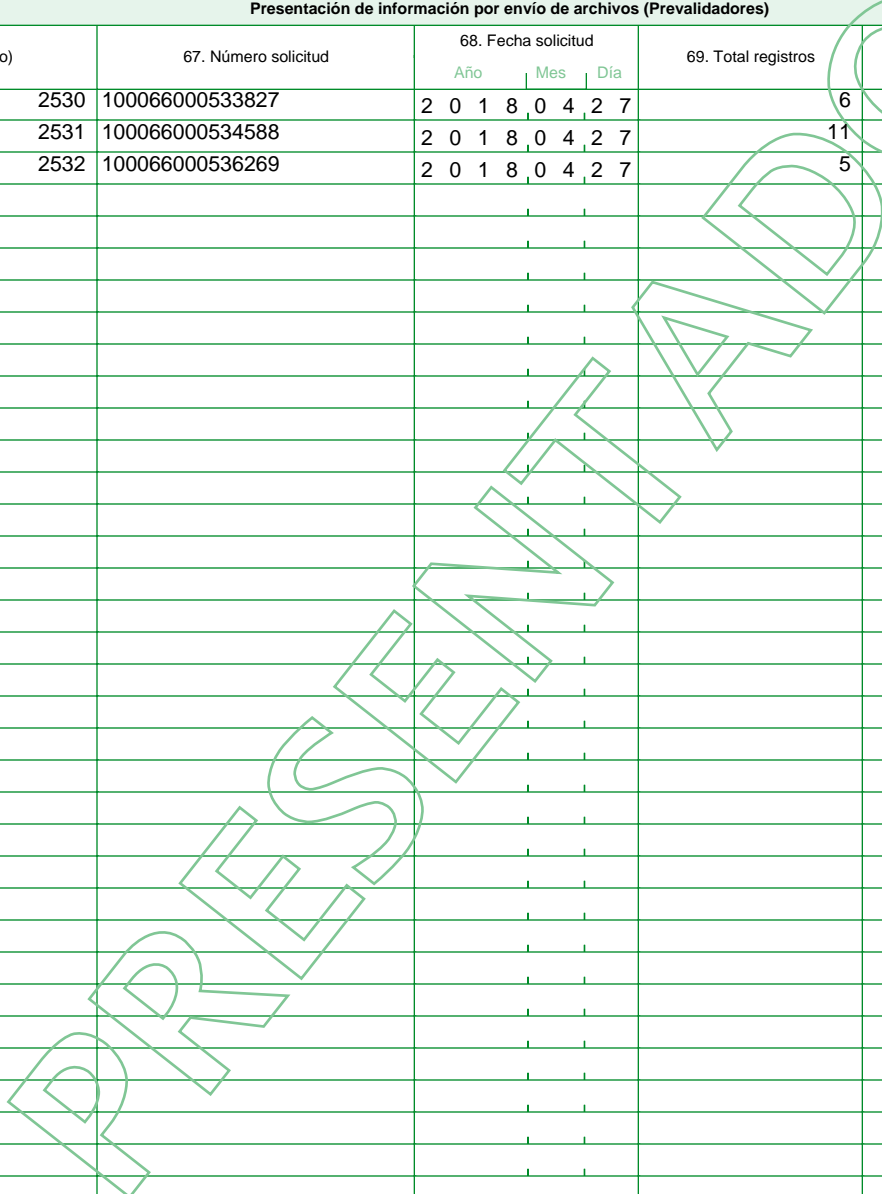 Presentación de información por envío de archivos (Prevalidadores)
o) 67. Número solicitud 68. Fecha solicitud 69. Total registros
Año Mes Día
2530 100066000533827 2 0 1 8 0 4 2 7 6
2531 100066000534588 2 0 1 8 0 4 2 7 11
2532 100066000536269 2 0 1 8 0 4 2 7 5
PRESENTADO